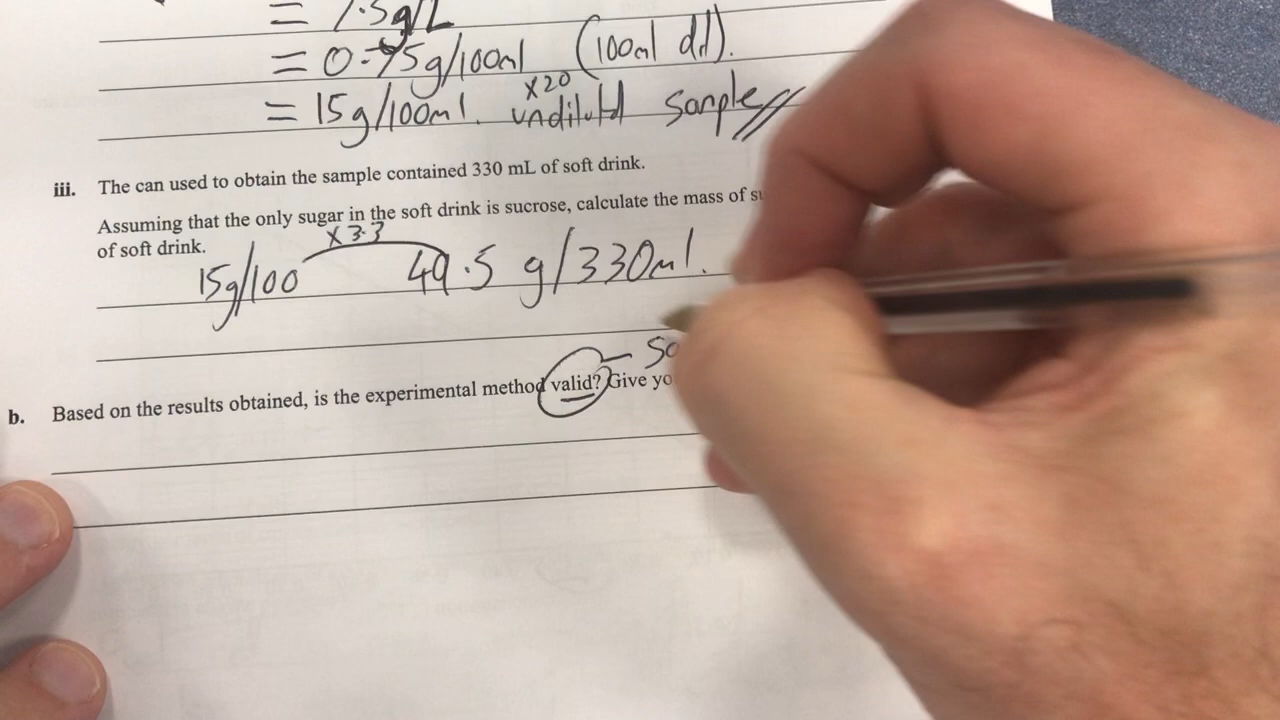 = 7.5g/L
= 0.75g/100ml (100ml dil).
x20
= 15g/100ml. undiluted sample
iii. The can used to obtain the sample contained 330 mL of soft drink.
Assuming that the only sugar in the soft drink is sucrose, calculate the mass of
of soft drink.
x3.3
15g/100 49.5 g/330ml.
b. Based on the results obtained, is the experimental method valid? Give